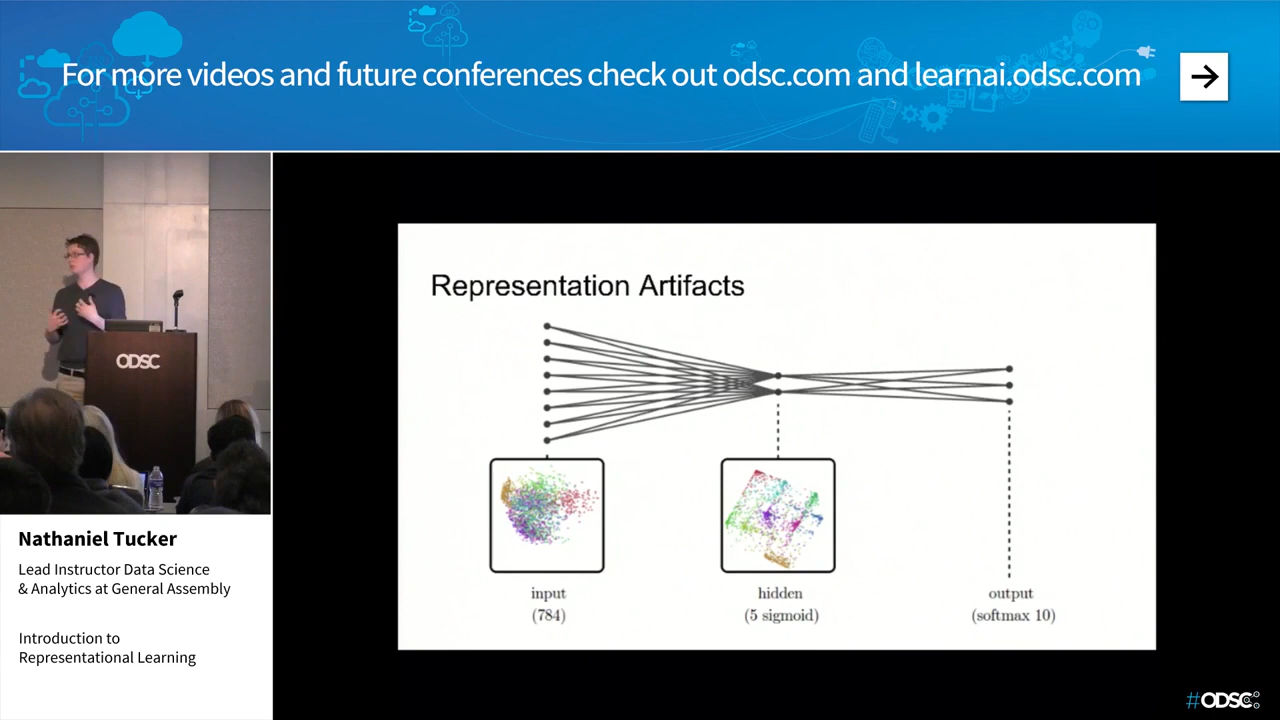 For more videos and future conferences check out odsc.com and learnai.odsc.com
ODSC
Nathaniel Tucker
Lead Instructor Data Science
& Analytics at General Assembly
Introduction to
Representational Learning
Representation Artifacts
input
(784)
hidden
(5 sigmoid)
output
(softmax 10)
#ODSC